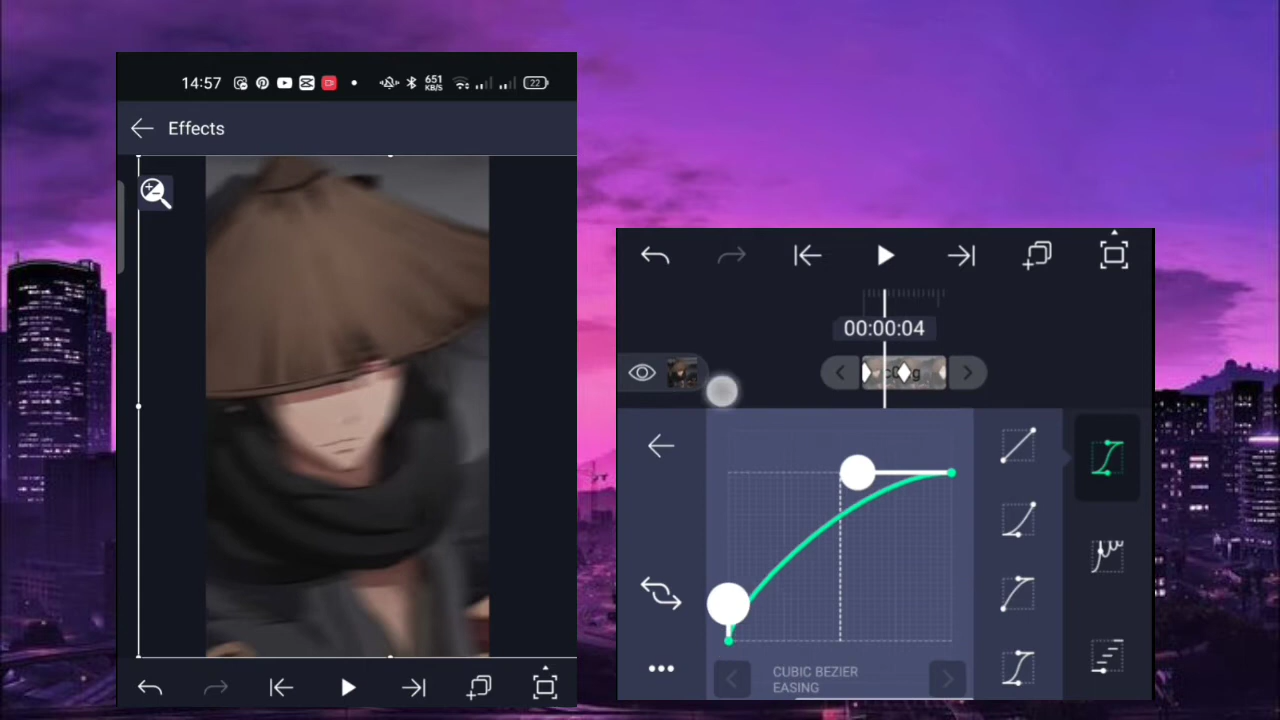 14:57
651
KB/S
22
Effects
00:00:04
CUBIC BEZIER
EASING